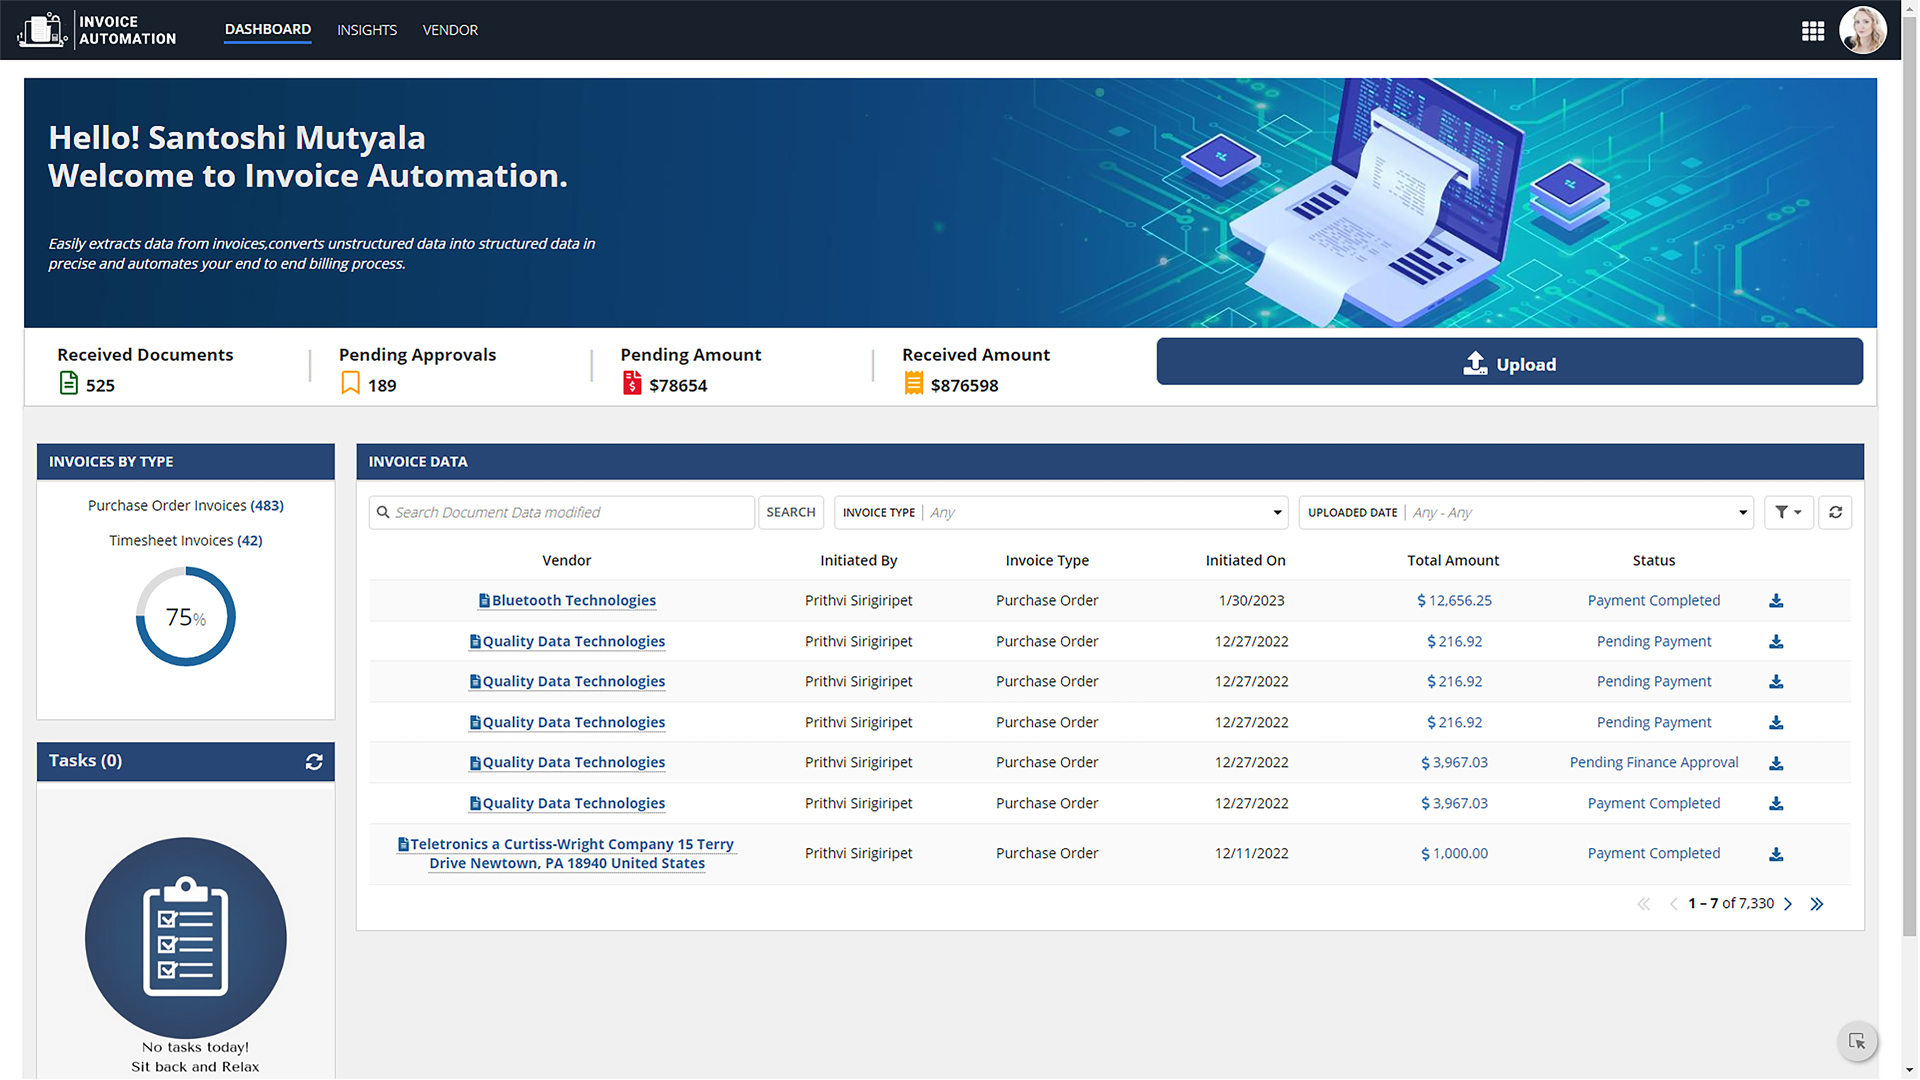 INVOICE
AUTOMATION
DASHBOARD
INSIGHTS
VENDOR
Hello! Santoshi Mutyala
Welcome to Invoice Automation.
Easily extracts data from invoices,converts unstructured data into structured data in
precise and automates your end to end billing process.
Received Documents
525
Pending Approvals
189
Pending Amount
$78654
Received Amount
$876598
Upload
INVOICES BY TYPE
Purchase Order Invoices (483)
Timesheet Invoices (42)
75%
Tasks (0)
No tasks today!
Sit back and Relax
INVOICE DATA
Search Document Data modified
SEARCH
INVOICE TYPE Any
UPLOADED DATE Any - Any
Vendor Initiated By Invoice Type Initiated On Total Amount Status
Bluetooth Technologies Prithvi Sirigiripet Purchase Order 1/30/2023 $ 12,656.25 Payment Completed
Quality Data Technologies Prithvi Sirigiripet Purchase Order 12/27/2022 $ 216.92 Pending Payment
Quality Data Technologies Prithvi Sirigiripet Purchase Order 12/27/2022 $ 216.92 Pending Payment
Quality Data Technologies Prithvi Sirigiripet Purchase Order 12/27/2022 $ 216.92 Pending Payment
Quality Data Technologies Prithvi Sirigiripet Purchase Order 12/27/2022 $ 3,967.03 Pending Finance Approval
Quality Data Technologies Prithvi Sirigiripet Purchase Order 12/27/2022 $ 3,967.03 Payment Completed
Teletronics a Curtiss-Wright Company 15 Terry
Drive Newtown, PA 18940 United States
Prithvi Sirigiripet Purchase Order 12/11/2022 $ 1,000.00 Payment Completed
1 – 7 of 7,330